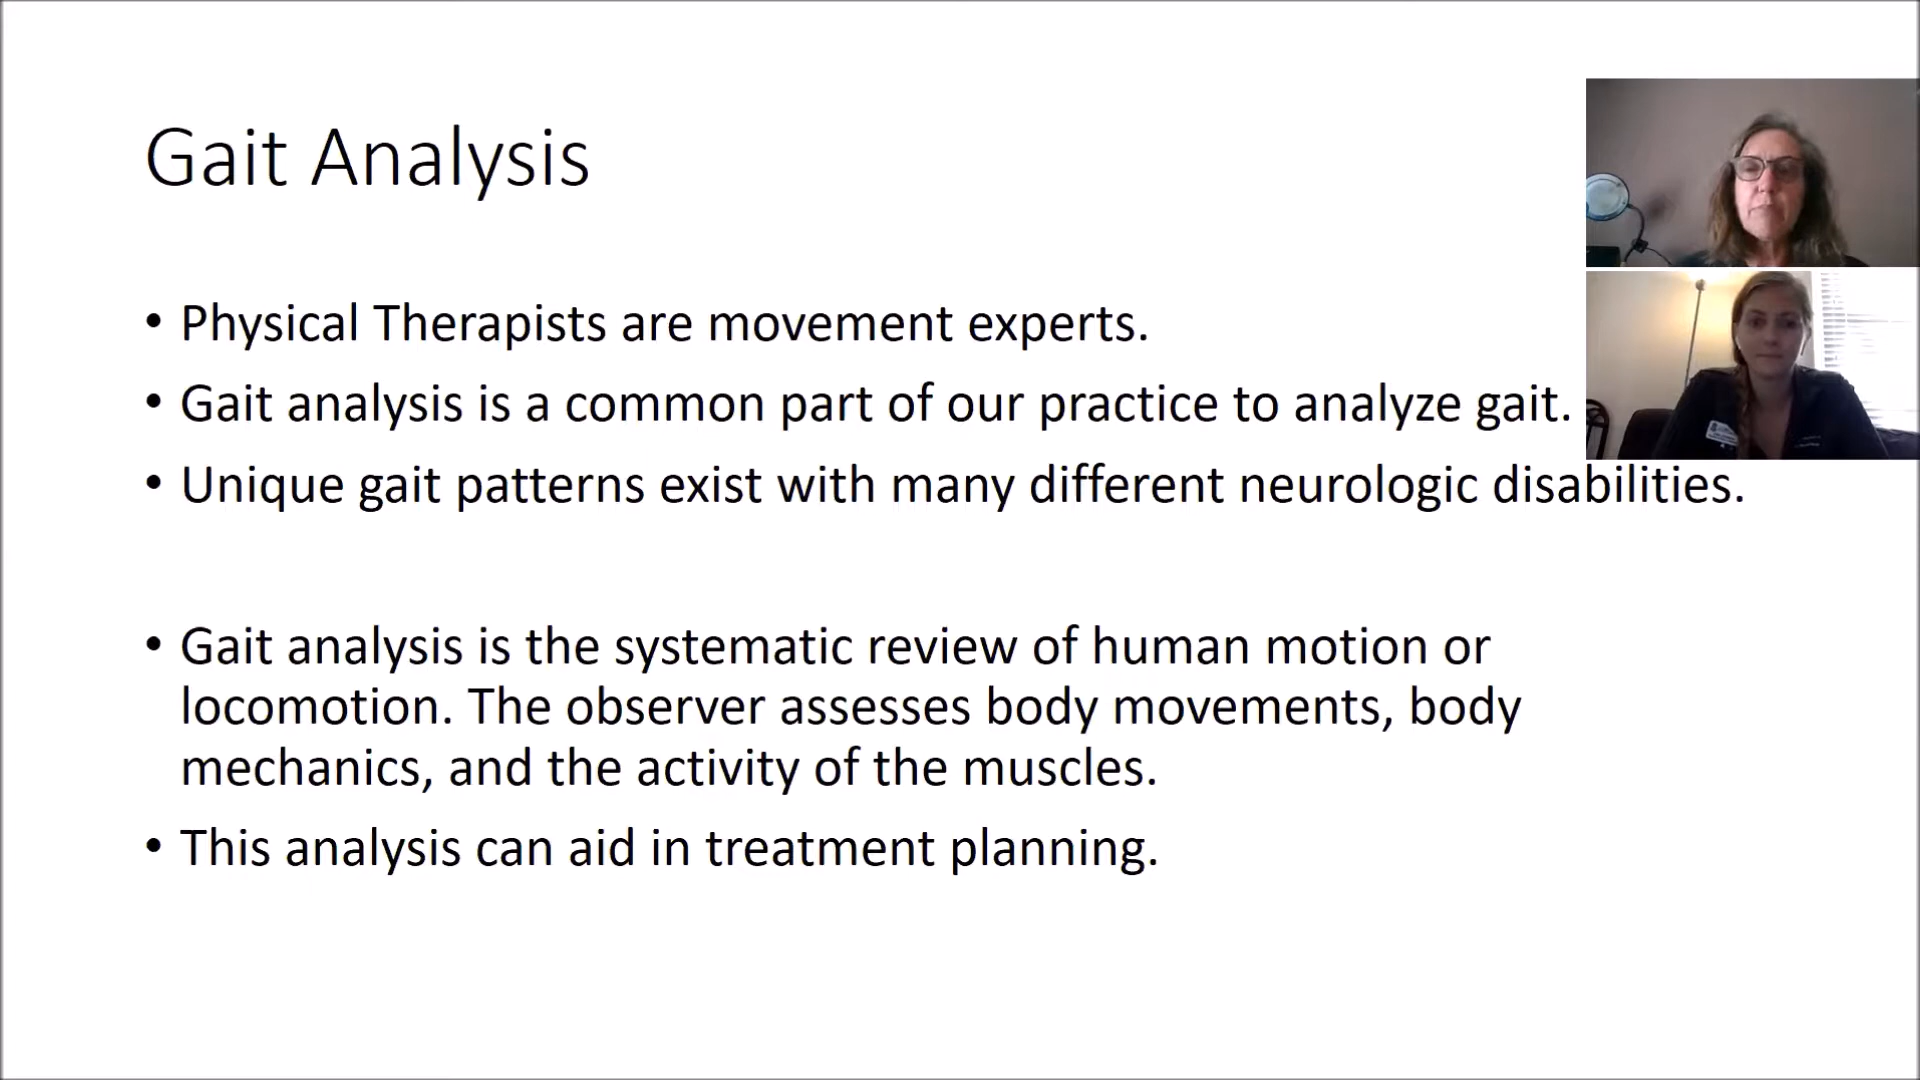 Gait Analysis
• Physical Therapists are movement experts.
• Gait analysis is a common part of our practice to analyze gait.
• Unique gait patterns exist with many different neurologic disabilities.
• Gait analysis is the systematic review of human motion or
locomotion. The observer assesses body movements, body
mechanics, and the activity of the muscles.
• This analysis can aid in treatment planning.